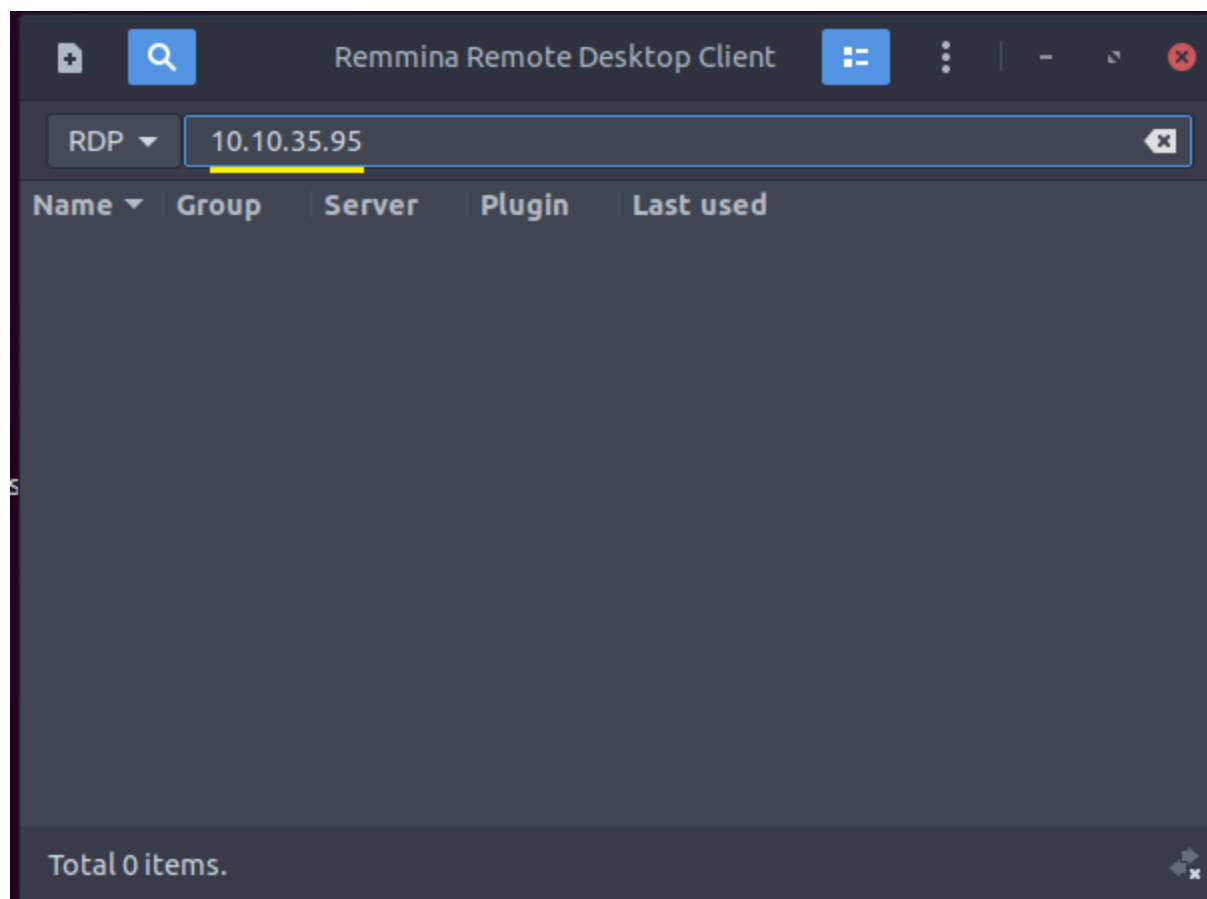 Remmina Remote Desktop Client
RDP 10.10.35.95
Name Group Server Plugin Last used
s
Total 0 items.